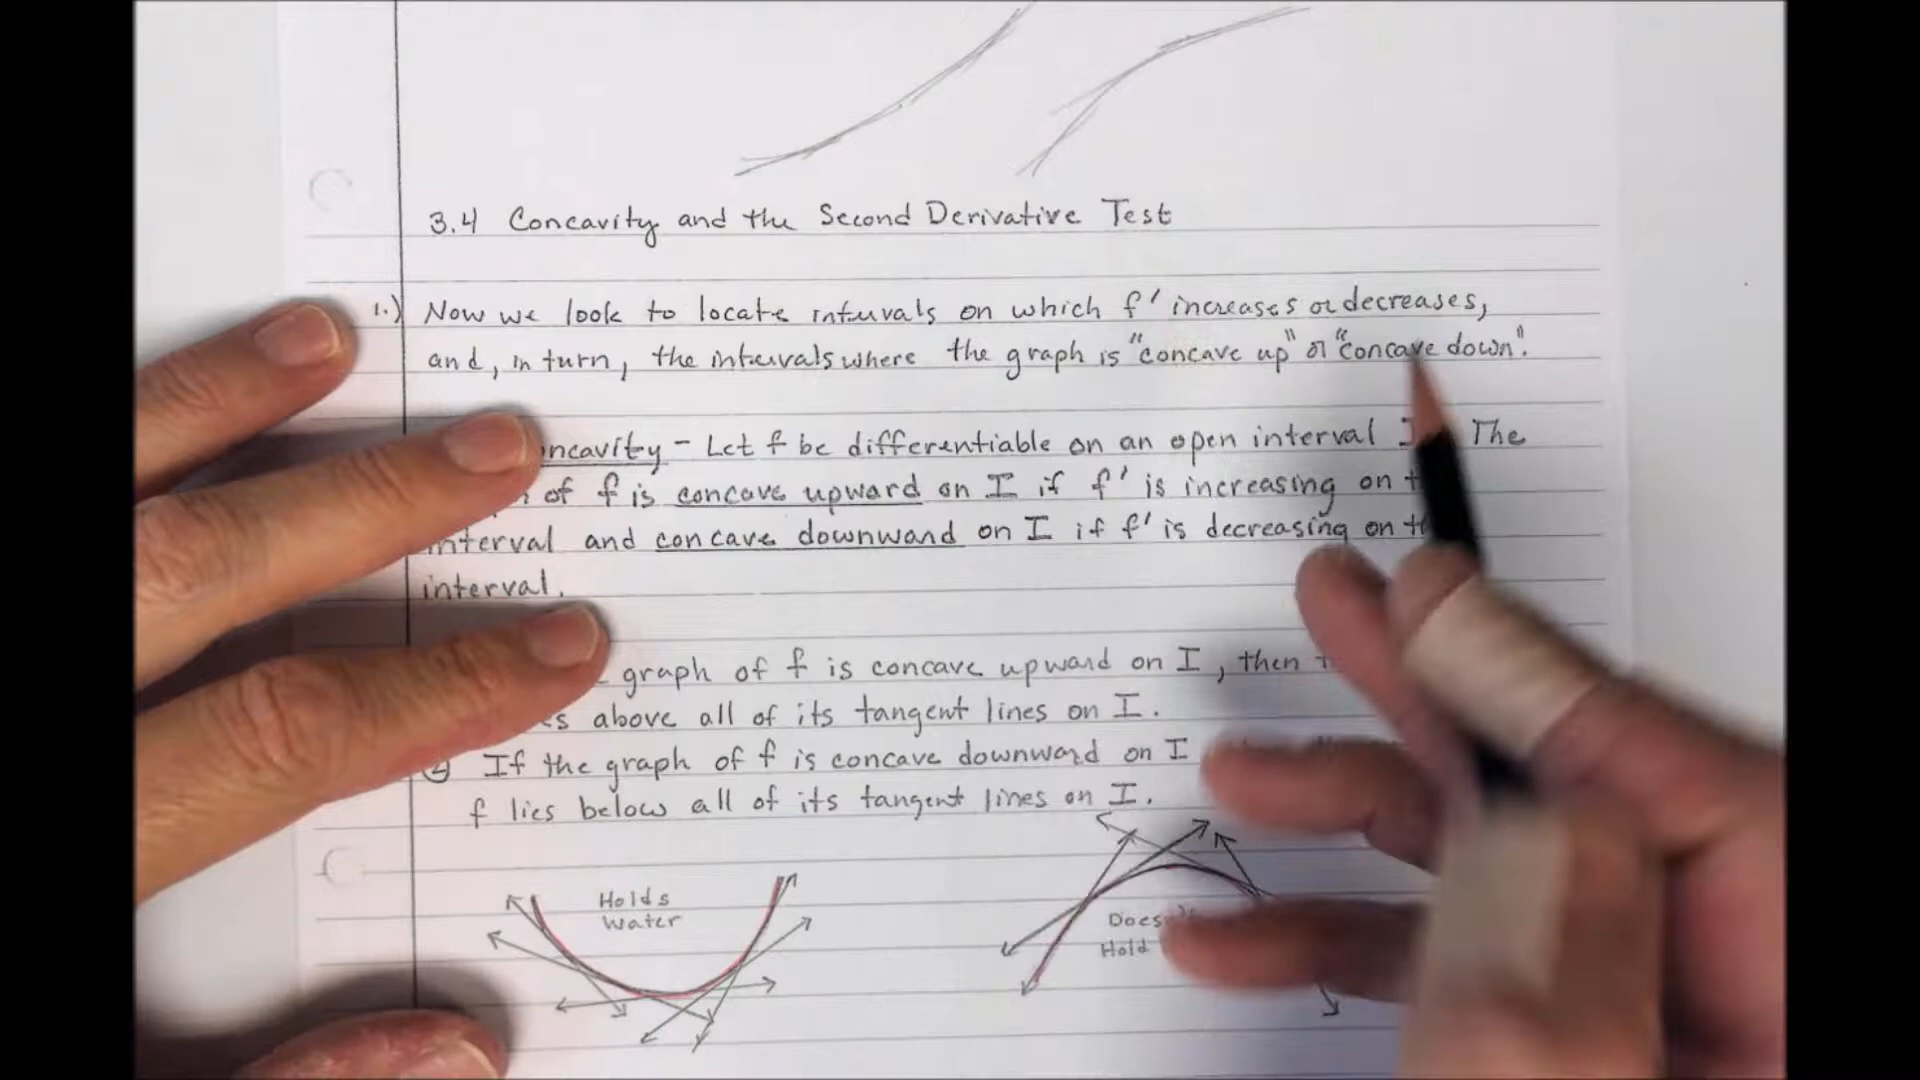 3.4 Concavity and the Second Derivative Test
1.) Now we look to locate intervals on which f' increases or decreases,
and, in turn, the intervals where the graph is "concave up" or "concave down".
oncavity - Let f be differentiable on an open interval I. The
of f is concave upward on I if f' is increasing on t
interval and concave downward on I if f' is decreasing on th
interval.
graph of f is concave upward on I, then t
s above all of its tangent lines on I.
② If the graph of f is concave downward on I
f lies below all of its tangent lines on I.
Holds
Water
Does
Hold